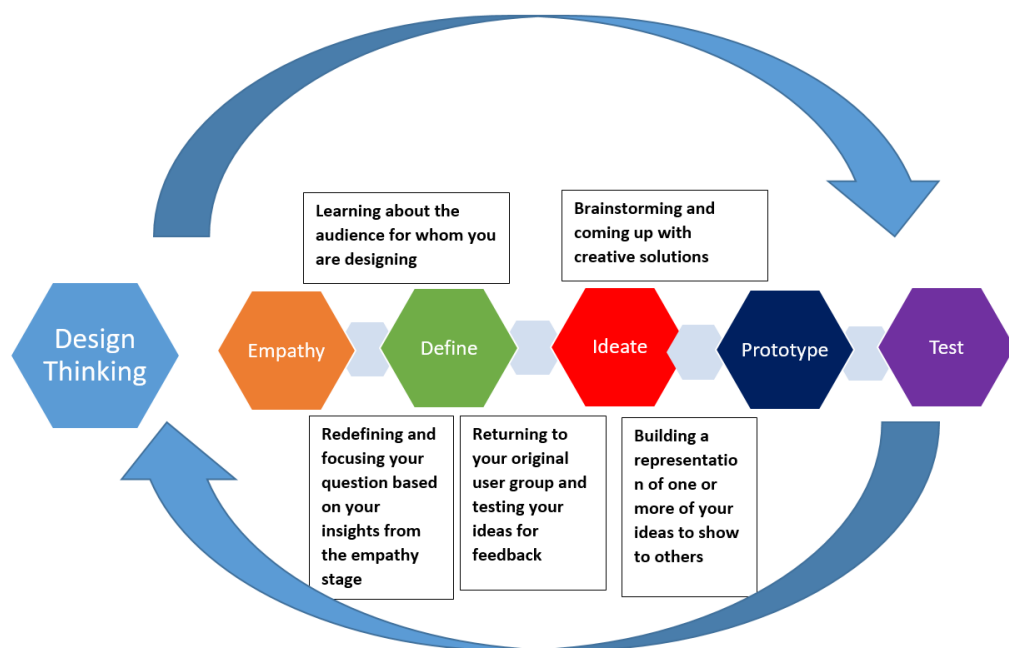 Learning about the
audience for whom you
are designing
Brainstorming and
coming up with
creative solutions
Design
Thinking
Empathy
Define
Ideate
Prototype
Test
Redefining and
focusing your
question based
on your
insights from
the empathy
stage
Returning to
your original
user group and
testing your
ideas for
feedback
Building a
representatio
n of one or
more of your
ideas to show
to others